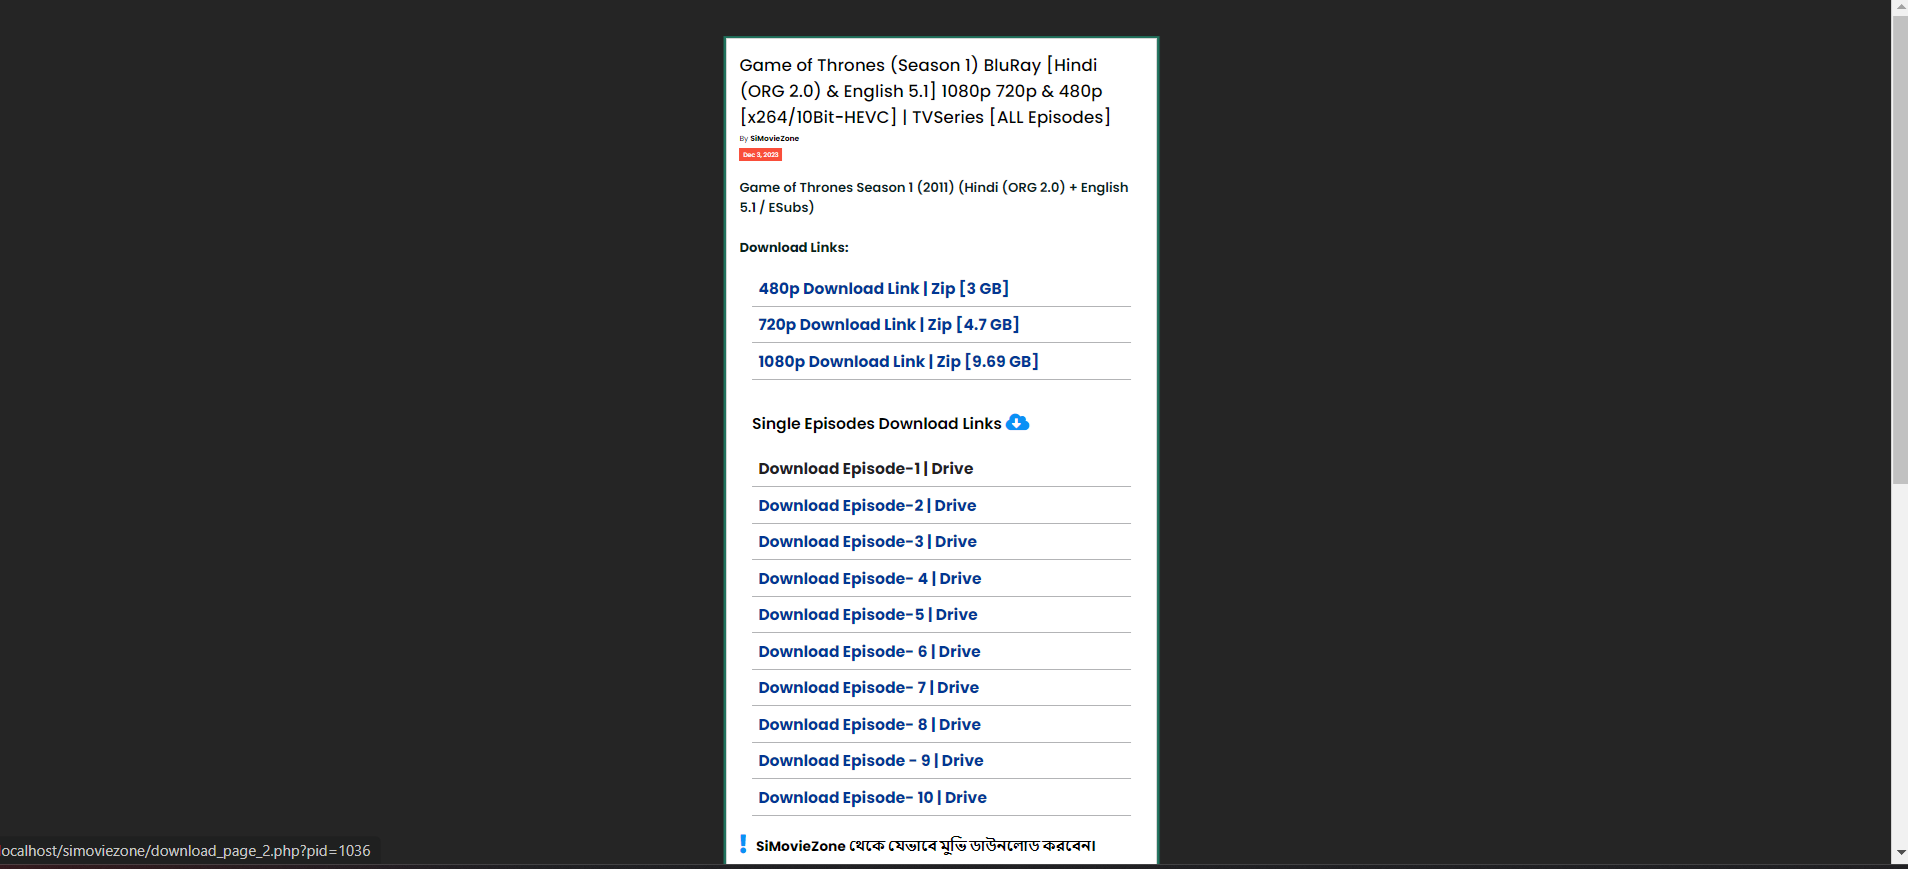 Game of Thrones (Season 1) BluRay [Hindi
(ORG 2.0) & English 5.1] 1080p 720p & 480p
[x264/10Bit-HEVC] | TVSeries [ALL Episodes]
By SiMovieZone
Dec 3, 2023
Game of Thrones Season 1 (2011) (Hindi (ORG 2.0) + English
5.1 / ESubs)
Download Links:
480p Download Link | Zip [3 GB]
720p Download Link | Zip [4.7 GB]
1080p Download Link | Zip [9.69 GB]
Single Episodes Download Links
Download Episode-1 | Drive
Download Episode-2 | Drive
Download Episode-3 | Drive
Download Episode- 4 | Drive
Download Episode-5 | Drive
Download Episode- 6 | Drive
Download Episode- 7 | Drive
Download Episode- 8 | Drive
Download Episode - 9 | Drive
Download Episode- 10 | Drive
SiMovieZone থেকে যেভাবে মুভি ডাউনলোড করবেন।
localhost/simoviezone/download_page_2.php?pid=1036